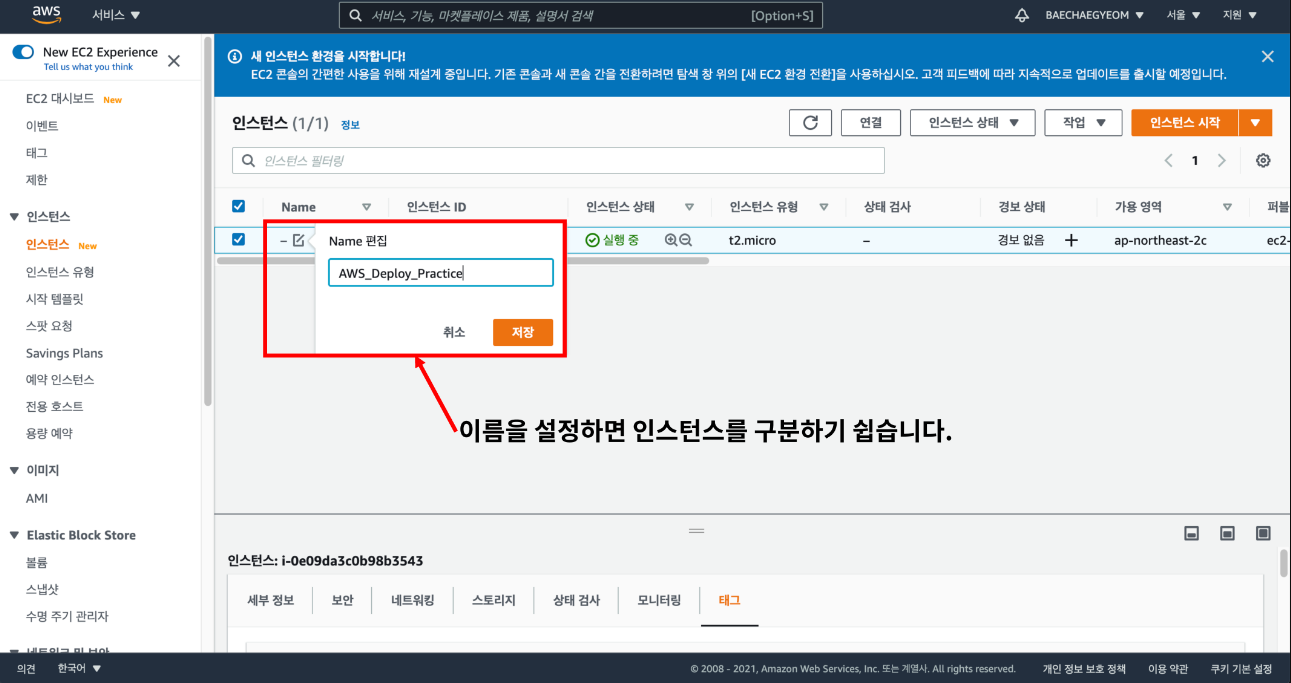 aws 서비스 서비스, 기능, 마켓플레이스 제품, 설명서 검색 [Option+S] BAECHAEGYEOM 서울 지원
New EC2 Experience
Tell us what you think
EC2 대시보드 New
이벤트
태그
제한
인스턴스
인스턴스 New
인스턴스 유형
시작 템플릿
스팟 요청
Savings Plans
예약 인스턴스
전용 호스트
용량 예약
이미지
AMI
Elastic Block Store
볼륨
스냅샷
수명 주기 관리자
네트워크 및 보안
새 인스턴스 환경을 시작합니다!
EC2 콘솔의 간편한 사용을 위해 재설계 중입니다. 기존 콘솔과 새 콘솔 간을 전환하려면 탐색 창 위의 [새 EC2 환경 전환]을 사용하십시오. 고객 피드백에 따라 지속적으로 업데이트를 출시할 예정입니다.
인스턴스 (1/1) 정보 연결 인스턴스 상태 작업 인스턴스 시작
인스턴스 필터링 1
Name 인스턴스 ID 인스턴스 상태 인스턴스 유형 상태 검사 경보 상태 가용 영역 퍼블
– Name 편집 실행 중 t2.micro – 경보 없음 + ap-northeast-2c ec2-
AWS_Deploy_Practice
취소 저장
이름을 설정하면 인스턴스를 구분하기 쉽습니다.
인스턴스: i-0e09da3c0b98b3543
세부 정보 보안 네트워킹 스토리지 상태 검사 모니터링 태그
의견 한국어 © 2008 - 2021, Amazon Web Services, Inc. 또는 계열사. All rights reserved. 개인 정보 보호 정책 이용 약관 쿠키 기본 설정